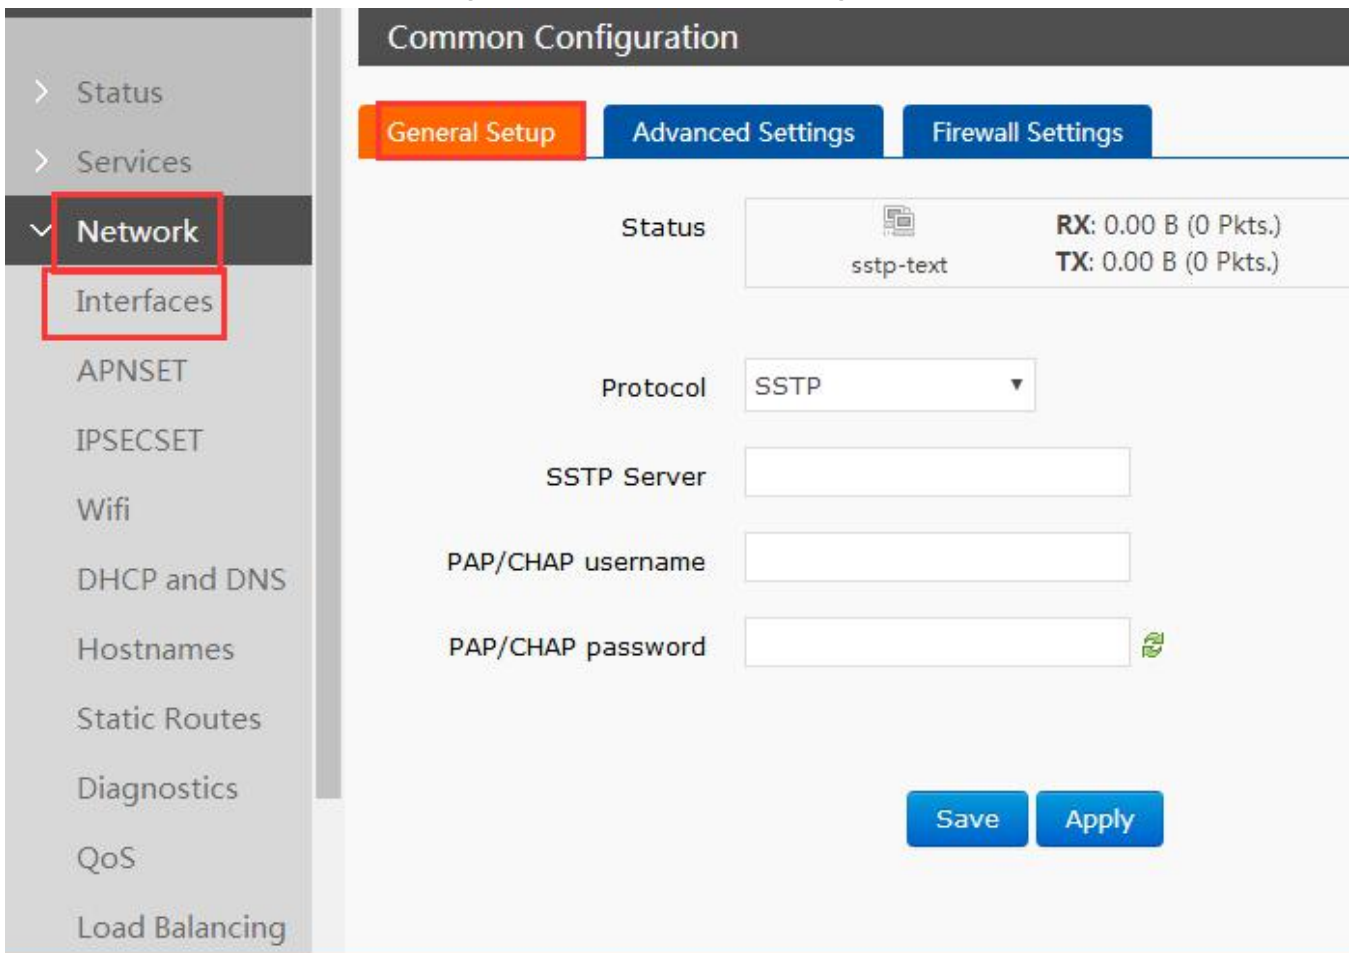 Common Configuration
Status
Services
Network
Interfaces
APNSET
IPSECSET
Wifi
DHCP and DNS
Hostnames
Static Routes
Diagnostics
QoS
Load Balancing
General Setup
Advanced Settings
Firewall Settings
Status
sstp-text
RX: 0.00 B (0 Pkts.)
TX: 0.00 B (0 Pkts.)
Protocol
SSTP
SSTP Server
PAP/CHAP username
PAP/CHAP password
Save
Apply